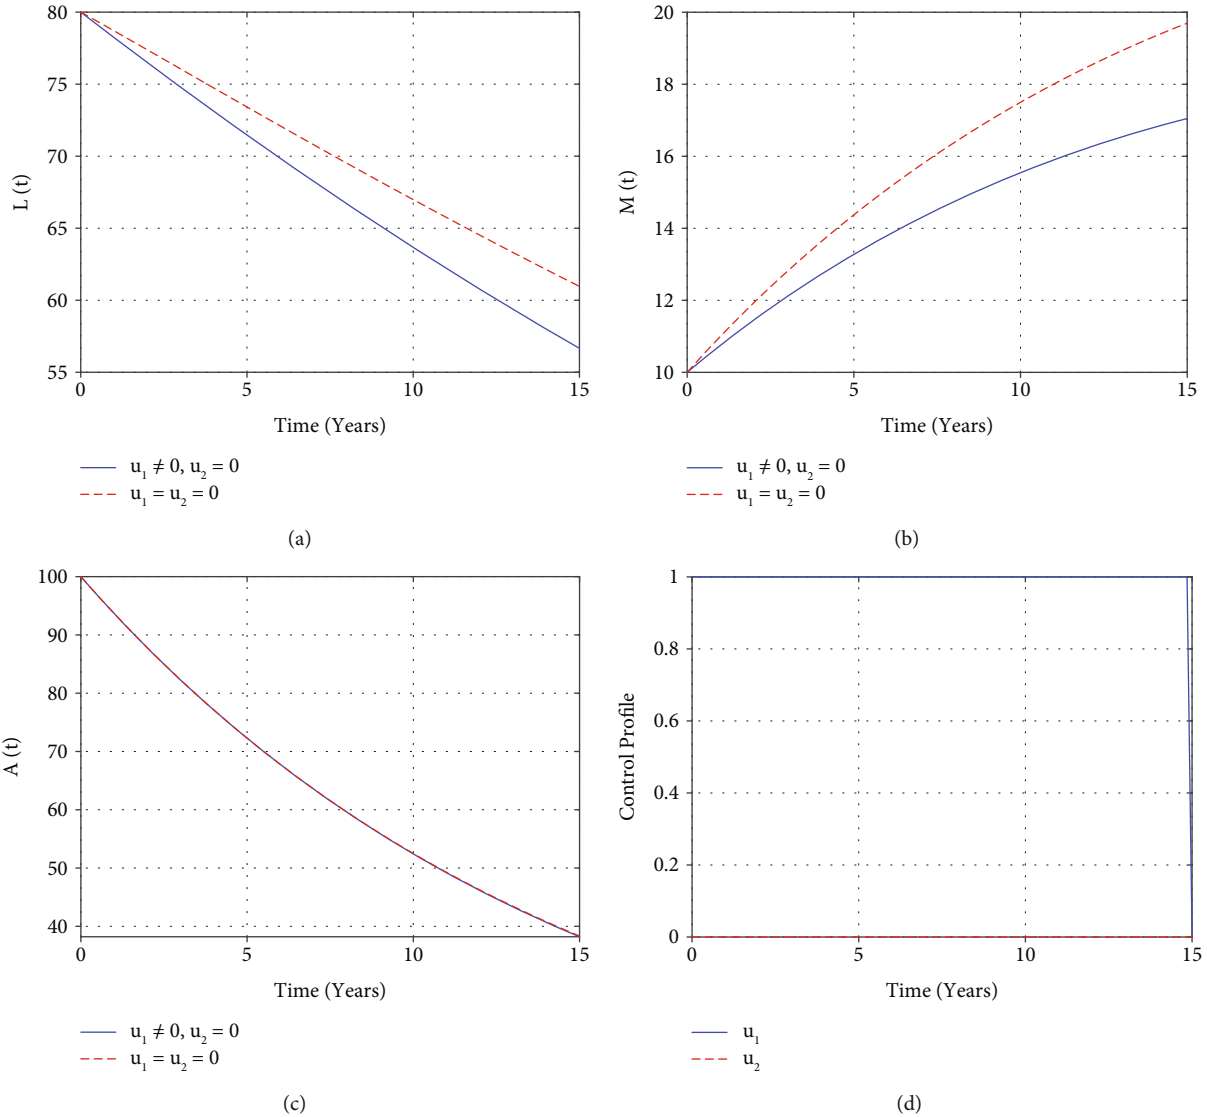 80
75
70
65
60
55
L (t)
0
5
10
15
Time (Years)
u₁ ≠ 0, u₂ = 0
u₁ = u₂ = 0
(a)
20
18
16
14
12
10
M (t)
0
5
10
15
Time (Years)
u₁ ≠ 0, u₂ = 0
u₁ = u₂ = 0
(b)
100
90
80
70
60
50
40
A (t)
0
5
10
15
Time (Years)
u₁ ≠ 0, u₂ = 0
u₁ = u₂ = 0
(c)
1
0.8
0.6
0.4
0.2
0
Control Profile
0
5
10
15
Time (Years)
u₁
u₂
(d)